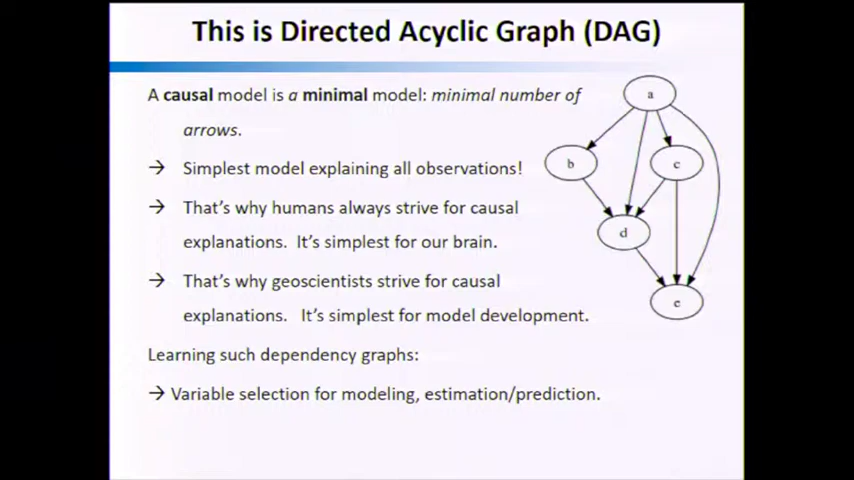 This is Directed Acyclic Graph (DAG)
A causal model is a minimal model: minimal number of
arrows.
→ Simplest model explaining all observations!
→ That's why humans always strive for causal
explanations. It's simplest for our brain.
→ That's why geoscientists strive for causal
explanations. It's simplest for model development.
Learning such dependency graphs:
→ Variable selection for modeling, estimation/prediction.
a
b
c
d
e